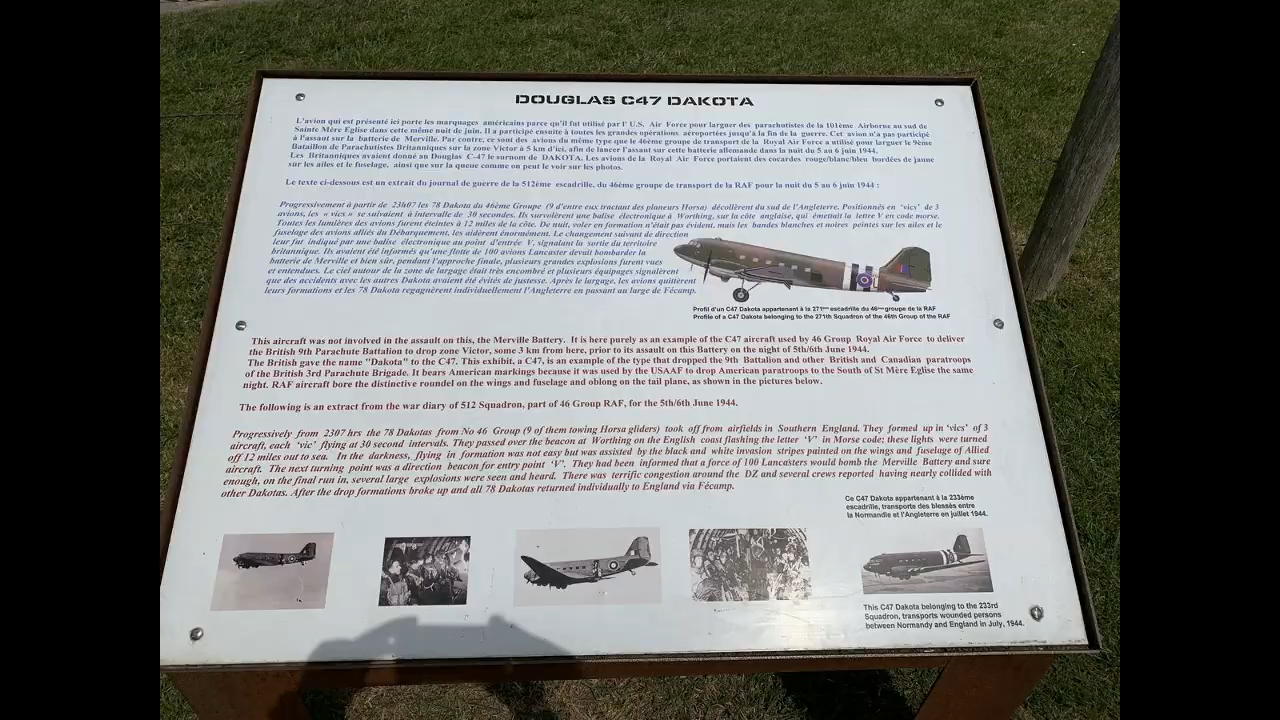 DOUGLAS C47 DAKOTA
L'avion qui est présenté ici porte les marquages américains parce qu'il fut utilisé par l' U.S. Air Force pour larguer des parachutistes de la 101ème Airborne au sud de
Sainte Mère Eglise dans cette même nuit de juin. Il a participé ensuite à toutes les grandes opérations aéroportées jusqu'à la fin de la guerre. Cet avion n'a pas participé
à l'assaut sur la batterie de Merville. Par contre, ce sont des avions du même type que le 46ème groupe de transport de la Royal Air Force a utilisé pour larguer le 9ème
Bataillon de Parachutistes Britanniques sur la zone Victor à 5 km d'ici, afin de lancer l'assaut sur cette batterie allemande dans la nuit du 5 au 6 juin 1944.
Les Britanniques avaient donné au Douglas C-47 le surnom de DAKOTA. Les avions de la Royal Air Force portaient des cocardes rouge/blanc/bleu bordées de jaune
sur les ailes et le fuselage, ainsi que sur la queue comme on peut le voir sur les photos.
Le texte ci-dessous est un extrait du journal de guerre de la 512ème escadrille, du 46ème groupe de transport de la RAF pour la nuit du 5 au 6 juin 1944 :
Progressivement à partir de 23h07 les 78 Dakota du 46ème Groupe (9 d'entre eux tractant des planeurs Horsa) décollèrent du sud de l'Angleterre. Positionnés en 'vics' de 3
avions, les « vics » se suivaient à intervalle de 30 secondes. Ils survolèrent une balise électronique à Worthing, sur la côte anglaise, qui émettait la lettre V en code morse.
Toutes les lumières des avions furent éteintes à 12 miles de la côte. De nuit, voler en formation n'était pas évident, mais les bandes blanches et noires peintes sur les ailes et le
fuselage des avions alliés du Débarquement, les aidèrent énormément. Le changement suivant de direction
leur fut indiqué par une balise électronique au point d'entrée V, signalant la sortie du territoire
britannique. Ils avaient été informés qu'une flotte de 100 avions Lancaster devait bombarder la
batterie de Merville et bien sûr, pendant l'approche finale, plusieurs grandes explosions furent vues
et entendues. Le ciel autour de la zone de largage était très encombré et plusieurs équipages signalèrent
que des accidents avec les autres Dakota avaient été évités de justesse. Après le largage, les avions quittèrent
leurs formations et les 78 Dakota regagnèrent individuellement l'Angleterre en passant au large de Fécamp.
Profil d'un C47 Dakota appartenant à la 271ème escadrille du 46ème groupe de la RAF
Profile of a C47 Dakota belonging to the 271th Squadron of the 46th Group of the RAF
This aircraft was not involved in the assault on this, the Merville Battery. It is here purely as an example of the C47 aircraft used by 46 Group Royal Air Force to deliver
the British 9th Parachute Battalion to drop zone Victor, some 3 km from here, prior to its assault on this Battery on the night of 5th/6th June 1944.
The British gave the name "Dakota" to the C47. This exhibit, a C47, is an example of the type that dropped the 9th Battalion and other British and Canadian paratroops
of the British 3rd Parachute Brigade. It bears American markings because it was used by the USAAF to drop American paratroops to the South of St Mère Eglise the same
night. RAF aircraft bore the distinctive roundel on the wings and fuselage and oblong on the tail plane, as shown in the pictures below.
The following is an extract from the war diary of 512 Squadron, part of 46 Group RAF, for the 5th/6th June 1944.
Progressively from 2307 hrs the 78 Dakotas from No 46 Group (9 of them towing Horsa gliders) took off from airfields in Southern England. They formed up in 'vics' of 3
aircraft, each 'vic' flying at 30 second intervals. They passed over the beacon at Worthing on the English coast flashing the letter 'V' in Morse code; these lights were turned
off 12 miles out to sea. In the darkness, flying in formation was not easy but was assisted by the black and white invasion stripes painted on the wings and fuselage of Allied
aircraft. The next turning point was a direction beacon for entry point 'V'. They had been informed that a force of 100 Lancasters would bomb the Merville Battery and sure
enough, on the final run in, several large explosions were seen and heard. There was terrific congestion around the DZ and several crews reported having nearly collided with
other Dakotas. After the drop formations broke up and all 78 Dakotas returned individually to England via Fécamp.
Ce C47 Dakota appartenant à la 233ème
escadrille, transporte des blessés entre
la Normandie et l'Angleterre en juillet 1944.
This C47 Dakota belonging to the 233rd
Squadron, transports wounded persons
between Normandy and England in July, 1944.